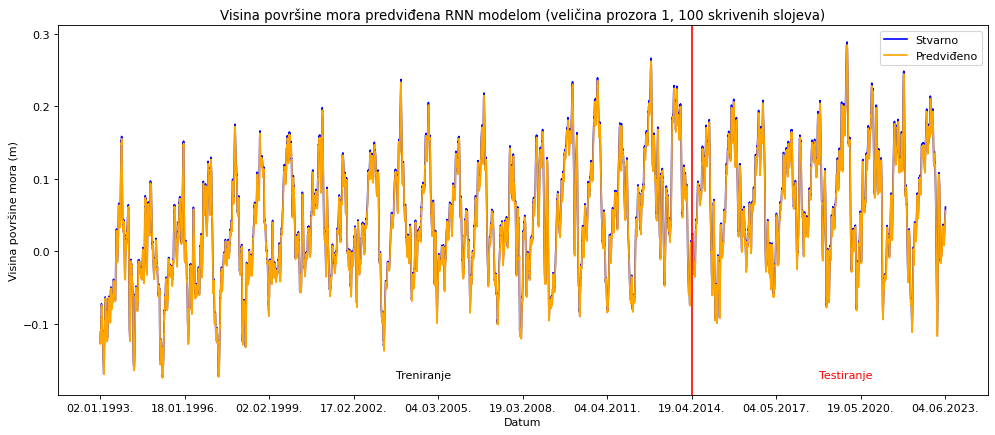 Visina površine mora predviđena RNN modelom (veličina prozora 1, 100 skrivenih slojeva)
Stvarno
Predviđeno
0.3
0.2
0.1
0.0
−0.1
Visina površine mora (m)
Treniranje
Testiranje
02.01.1993.
18.01.1996.
02.02.1999.
17.02.2002.
04.03.2005.
19.03.2008.
04.04.2011.
19.04.2014.
04.05.2017.
19.05.2020.
04.06.2023.
Datum